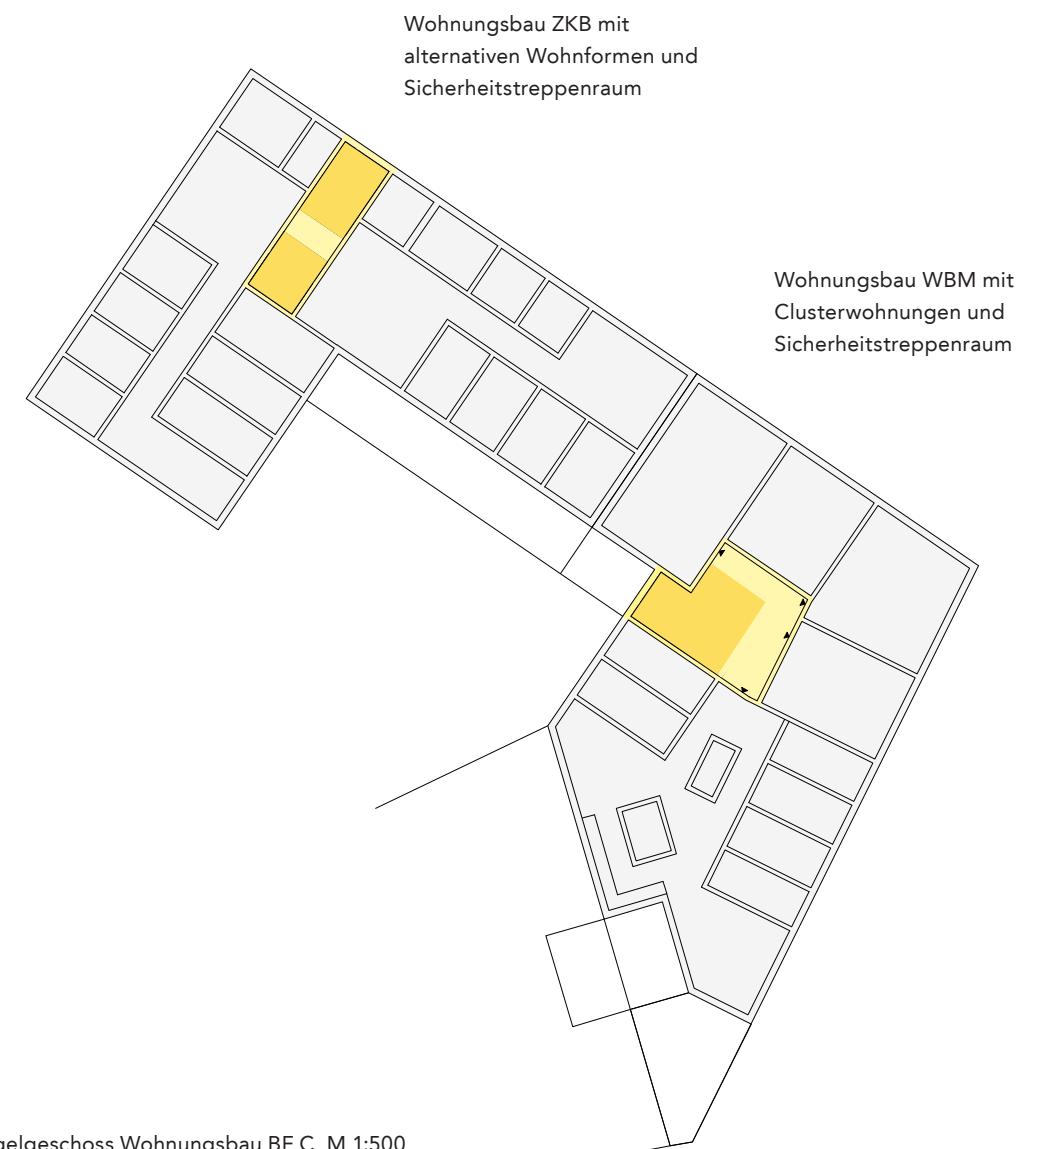 Wohnungsbau ZKB mit
alternativen Wohnformen und
Sicherheitstreppenraum
Wohnungsbau WBM mit
Clusterwohnungen und
Sicherheitstreppenraum
Wohnungsbau BF C, M 1:500